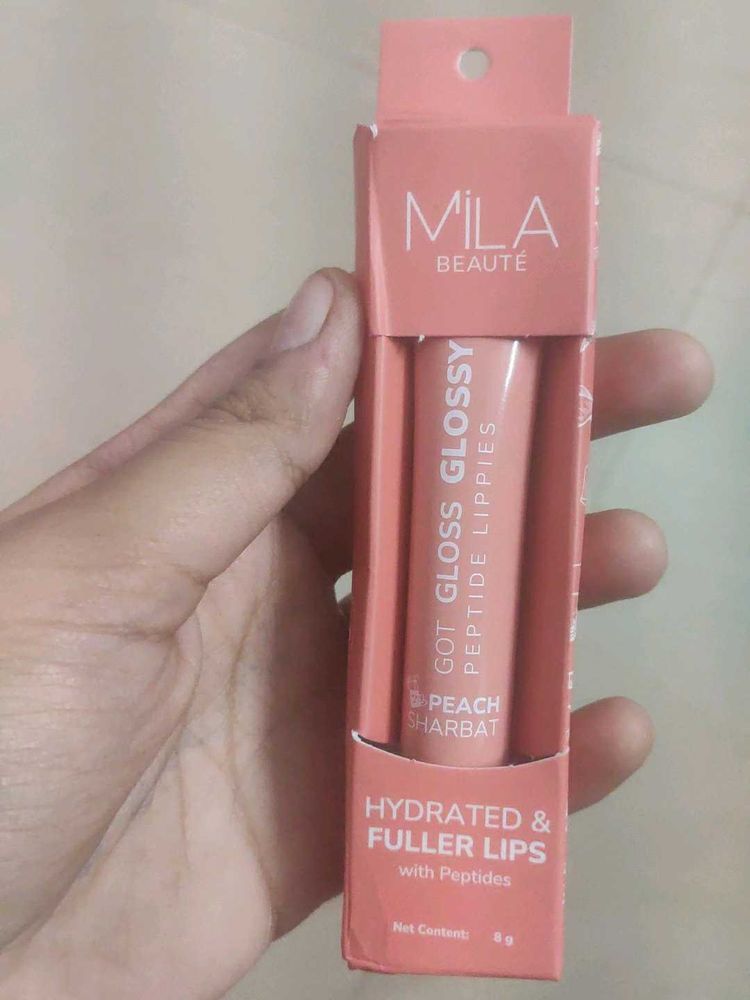 MiLA
BEAUTÉ
GOT GLOSS GLOSSY
PEPTIDE LIPPIES
PEACH
SHARBAT
HYDRATED &
FULLER LIPS
with Peptides
Net Content: 8 g